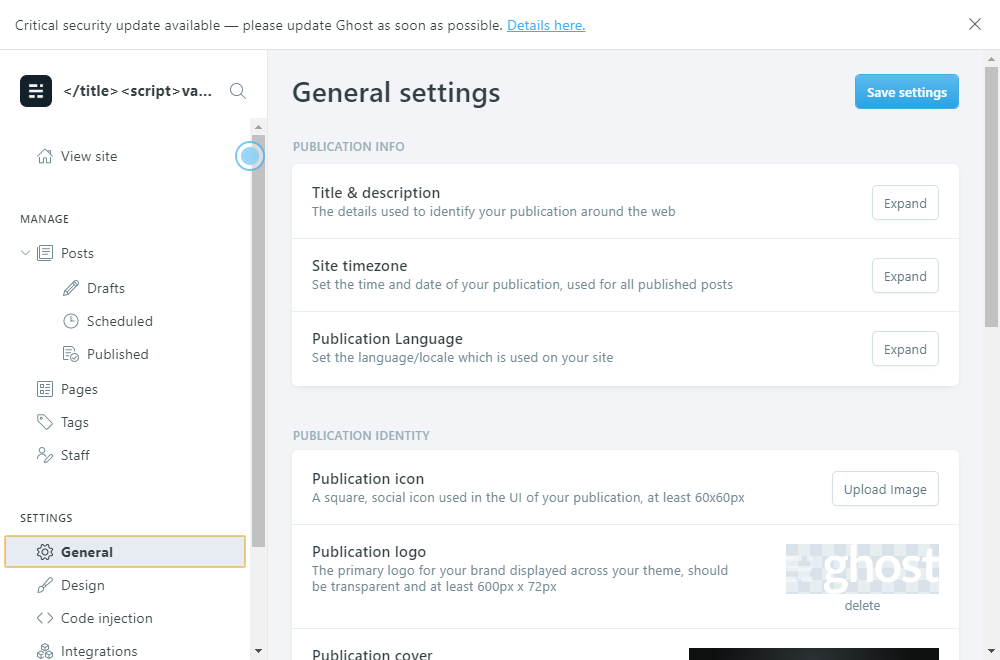 Critical security update available — please update Ghost as soon as possible. Details here.
</title><script>va...
View site
MANAGE
Posts
Drafts
Scheduled
Published
Pages
Tags
Staff
SETTINGS
General
Design
Code injection
Integrations
General settings
Save settings
PUBLICATION INFO
Title & description
The details used to identify your publication around the web
Expand
Site timezone
Set the time and date of your publication, used for all published posts
Expand
Publication Language
Set the language/locale which is used on your site
Expand
PUBLICATION IDENTITY
Publication icon
A square, social icon used in the UI of your publication, at least 60x60px
Upload Image
Publication logo
The primary logo for your brand displayed across your theme, should
be transparent and at least 600px x 72px
ghost
delete
Publication cover